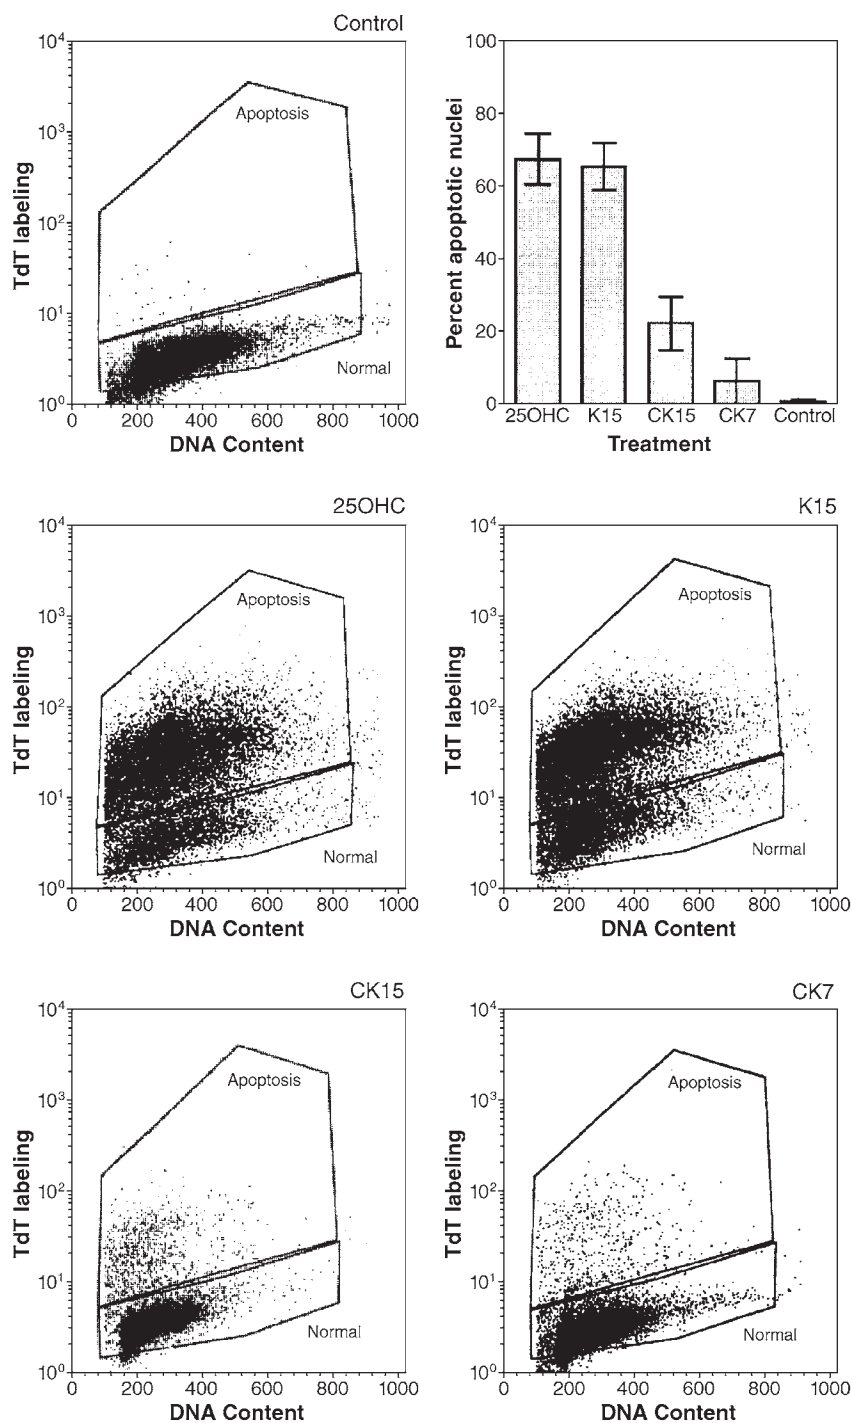 Control
10⁴
10³
10²
10¹
10⁰
TdT labeling
Apoptosis
Normal
0 200 400 600 800 1000
DNA Content
100
80
60
40
20
0
Percent apoptotic nuclei
25OHC K15 CK15 CK7 Control
Treatment
25OHC
10⁴
10³
10²
10¹
10⁰
TdT labeling
Apoptosis
Normal
0 200 400 600 800 1000
DNA Content
K15
10⁴
10³
10²
10¹
10⁰
TdT labeling
Apoptosis
Normal
0 200 400 600 800 1000
DNA Content
CK15
10⁴
10³
10²
10¹
10⁰
TdT labeling
Apoptosis
Normal
0 200 400 600 800 1000
DNA Content
CK7
10⁴
10³
10²
10¹
10⁰
TdT labeling
Apoptosis
Normal
0 200 400 600 800 1000
DNA Content